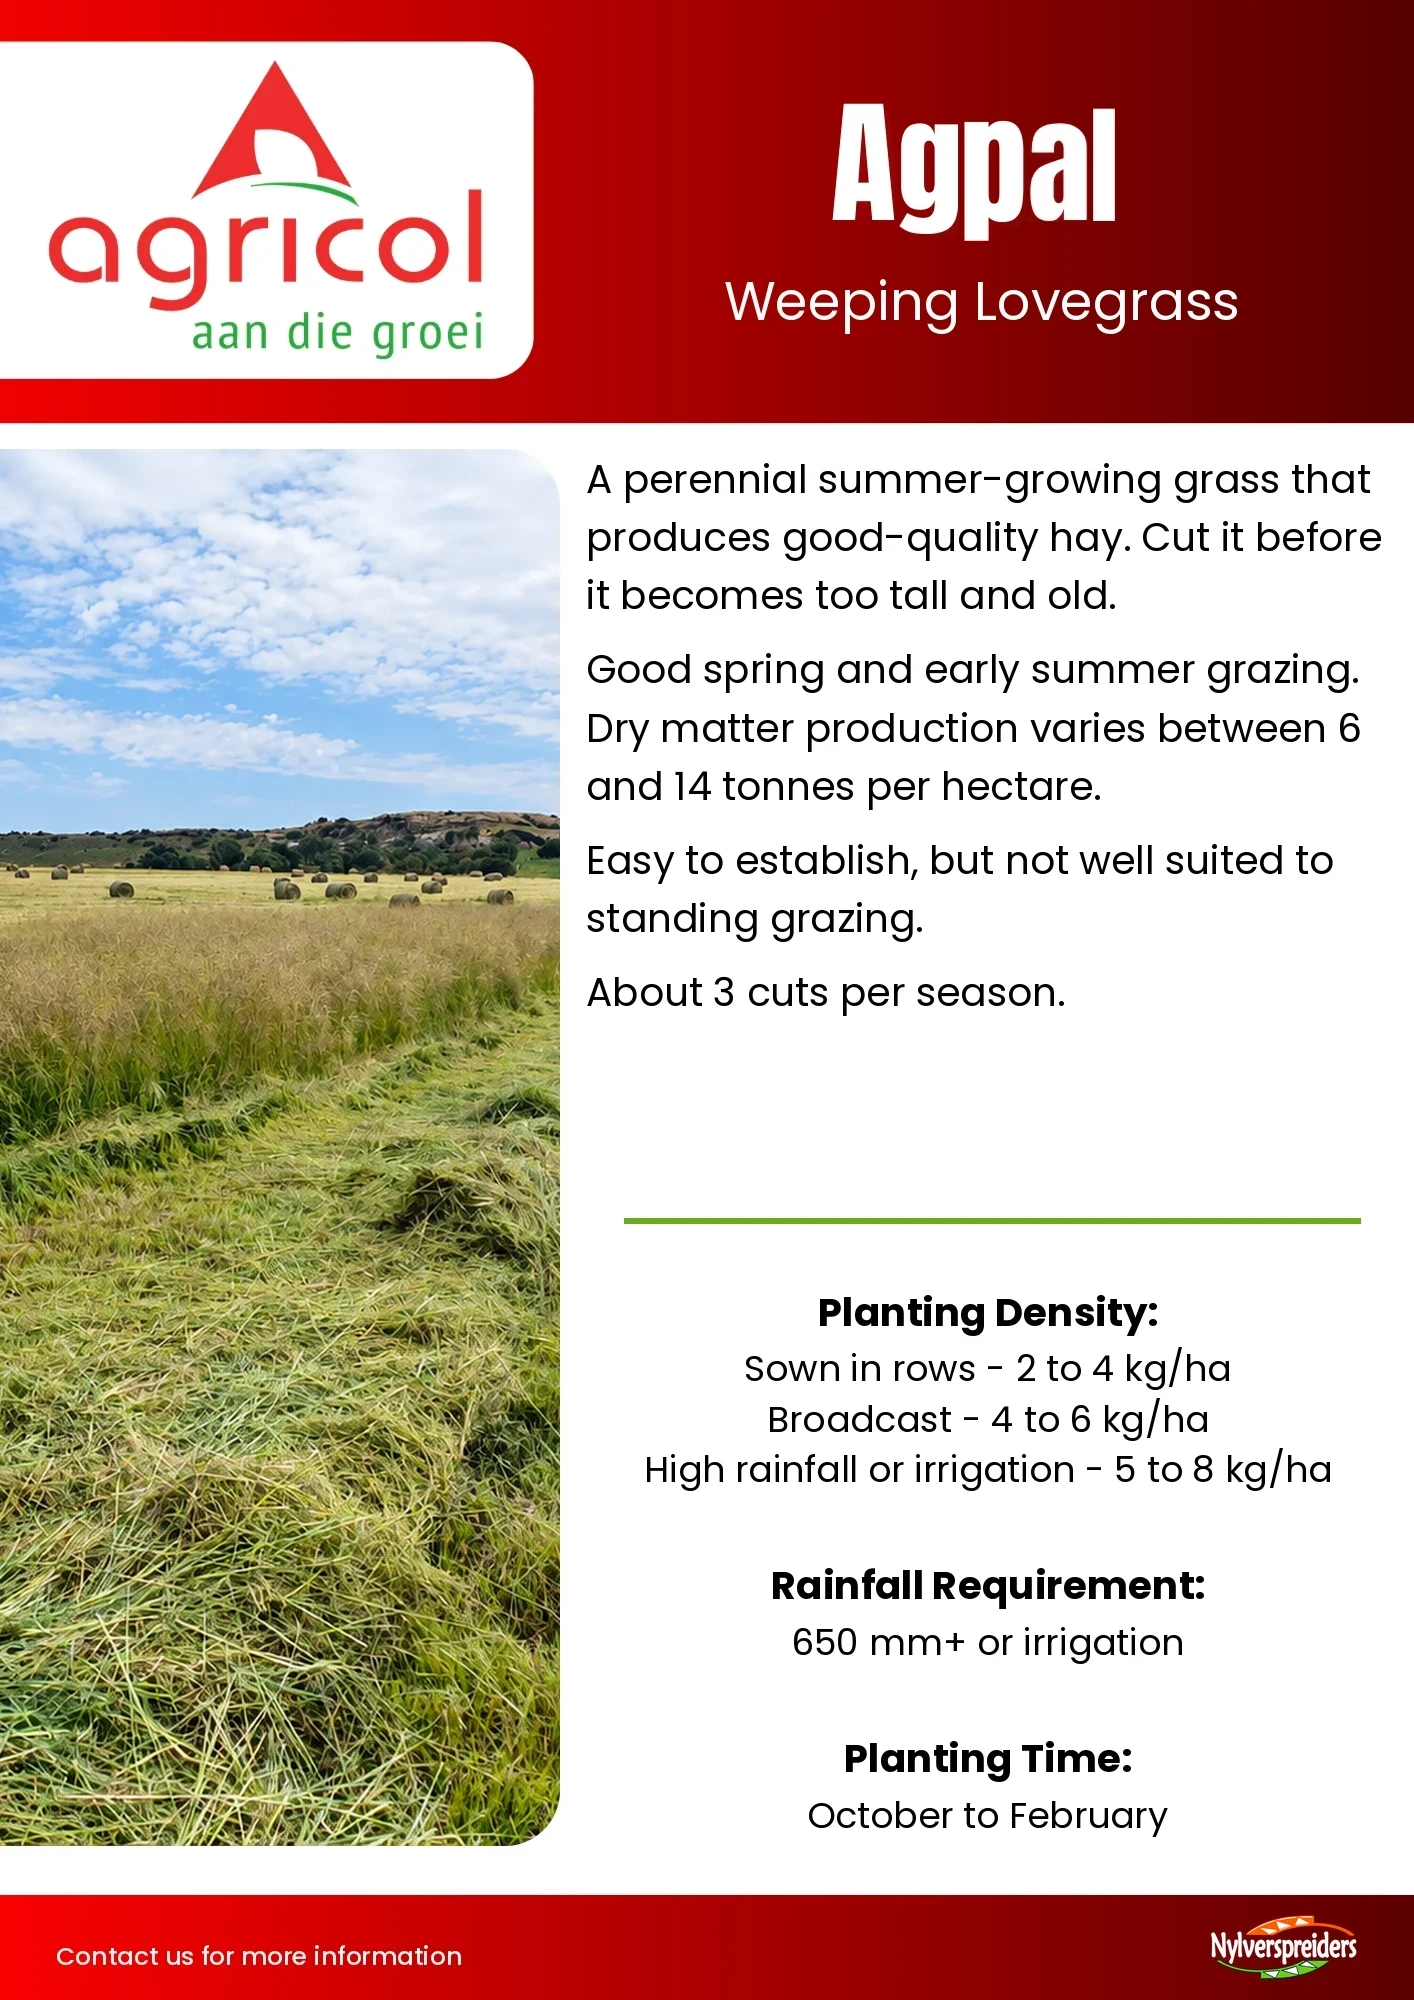 agricol
aan die groei
Agpal
Weeping Lovegrass
A perennial summer-growing grass that
produces good-quality hay. Cut it before
it becomes too tall and old.
Good spring and early summer grazing.
Dry matter production varies between 6
and 14 tonnes per hectare.
Easy to establish, but not well suited to
standing grazing.
About 3 cuts per season.
Planting Density:
Sown in rows - 2 to 4 kg/ha
Broadcast - 4 to 6 kg/ha
High rainfall or irrigation - 5 to 8 kg/ha
Rainfall Requirement:
650 mm+ or irrigation
Planting Time:
October to February
Contact us for more information
Nylverspreiders